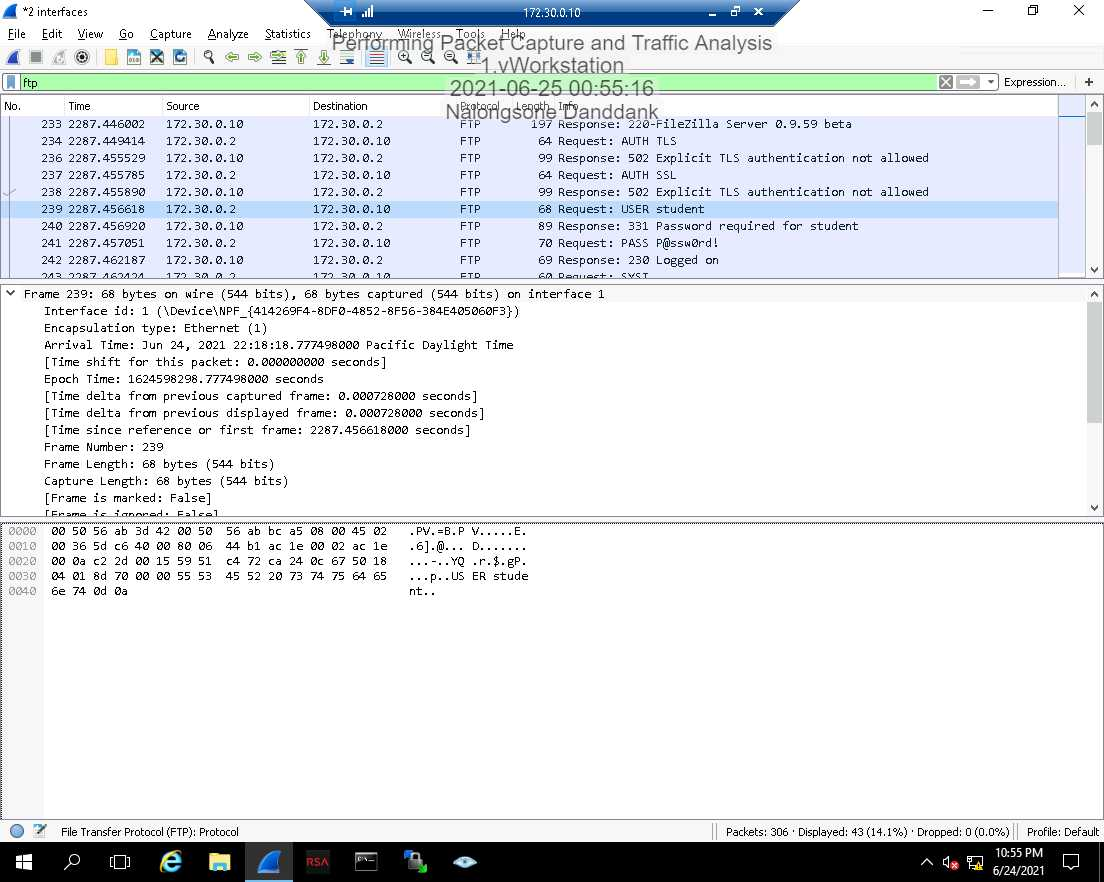 *2 interfaces
172.30.0.10
File Edit View Go Capture Analyze Statistics Telephony Wireless Tools Help
Performing Packet Capture and Traffic Analysis
1.vWorkstation
2021-06-25 00:55:16
Nalongsone Danddank
ftp Expression... +
No. Time Source Destination Protocol Length Info
233 2287.446002 172.30.0.10 172.30.0.2 FTP 197 Response: 220-FileZilla Server 0.9.59 beta
234 2287.449414 172.30.0.2 172.30.0.10 FTP 64 Request: AUTH TLS
236 2287.455529 172.30.0.10 172.30.0.2 FTP 99 Response: 502 Explicit TLS authentication not allowed
237 2287.455785 172.30.0.2 172.30.0.10 FTP 64 Request: AUTH SSL
238 2287.455890 172.30.0.10 172.30.0.2 FTP 99 Response: 502 Explicit TLS authentication not allowed
239 2287.456618 172.30.0.2 172.30.0.10 FTP 68 Request: USER student
240 2287.456920 172.30.0.10 172.30.0.2 FTP 89 Response: 331 Password required for student
241 2287.457051 172.30.0.2 172.30.0.10 FTP 70 Request: PASS P@ssw0rd!
242 2287.462187 172.30.0.10 172.30.0.2 FTP 69 Response: 230 Logged on
243 2287.462424 172.30.0.2 172.30.0.10 FTP 60 Request: SYST
Frame 239: 68 bytes on wire (544 bits), 68 bytes captured (544 bits) on interface 1
Interface id: 1 (\Device\NPF_{414269F4-8DF0-4852-8F56-384E405060F3})
Encapsulation type: Ethernet (1)
Arrival Time: Jun 24, 2021 22:18:18.777498000 Pacific Daylight Time
[Time shift for this packet: 0.000000000 seconds]
Epoch Time: 1624598298.777498000 seconds
[Time delta from previous captured frame: 0.000728000 seconds]
[Time delta from previous displayed frame: 0.000728000 seconds]
[Time since reference or first frame: 2287.456618000 seconds]
Frame Number: 239
Frame Length: 68 bytes (544 bits)
Capture Length: 68 bytes (544 bits)
[Frame is marked: False]
[Frame is ignored: False]
0000 00 50 56 ab 3d 42 00 50 56 ab bc a5 08 00 45 02 .PV.=B.P V.....E.
0010 00 36 5d c6 40 00 80 06 44 b1 ac 1e 00 02 ac 1e .6].@... D.......
0020 00 0a c2 2d 00 15 59 51 c4 72 ca 24 0c 67 50 18 ...-..YQ .r.$.gP.
0030 04 01 8d 70 00 00 55 53 45 52 20 73 74 75 64 65 ...p..US ER stude
0040 6e 74 0d 0a nt..
File Transfer Protocol (FTP): Protocol
Packets: 306 · Displayed: 43 (14.1%) · Dropped: 0 (0.0%)
Profile: Default
RSA
10:55 PM
6/24/2021